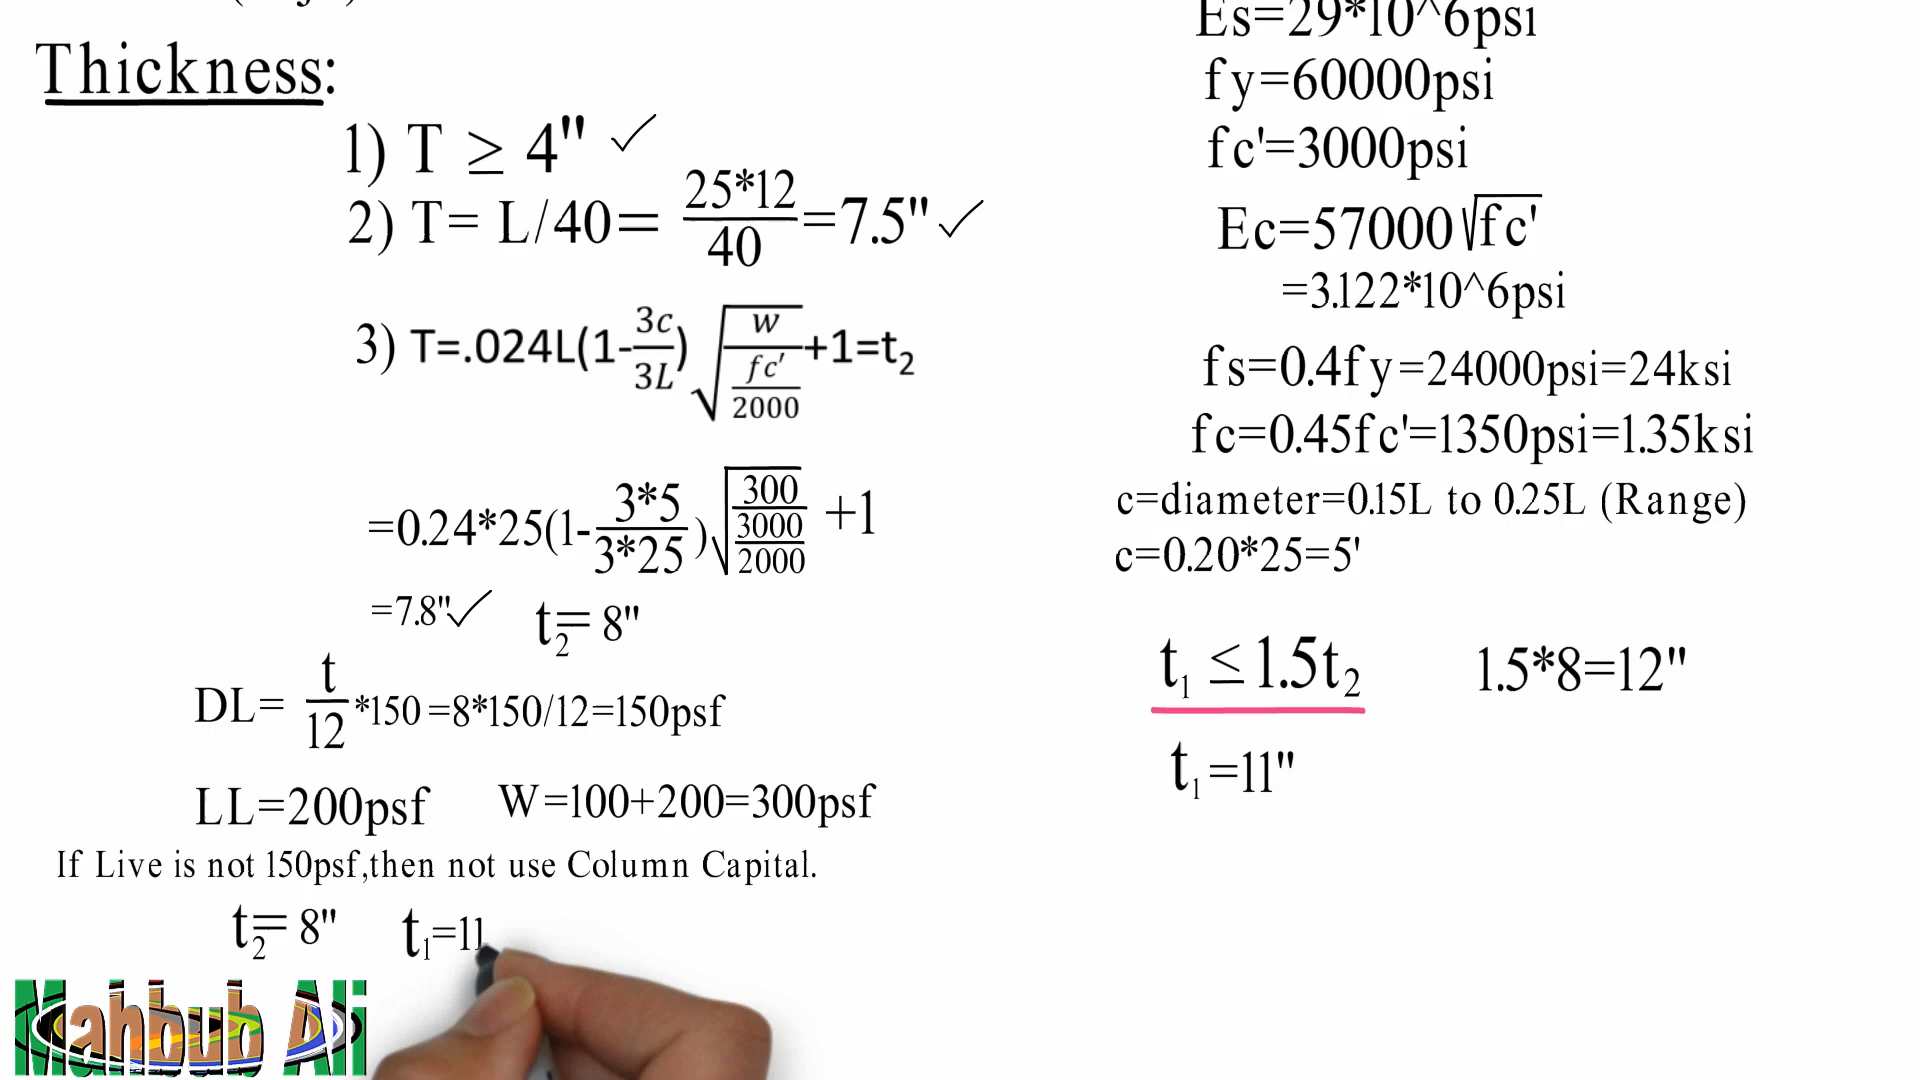 Thickness:
1) T ≥ 4" ✓
2) T= L/40= 25*12/40 =7.5" ✓
3) T=.024L(1-3c/3L)√(w/(fc'/2000))+1=t₂
=0.24*25(1-3*5/3*25)√(300/(3000/2000)) +1
=7.8" ✓ t₂= 8"
DL= t/12 *150 =8*150/12=150psf
LL=200psf W=100+200=300psf
If Live is not 150psf,then not use Column Capital.
t₂= 8" t₁=11
Mahbub Ali
Es=29*10^6psi
fy=60000psi
fc'=3000psi
Ec=57000√fc'
=3.122*10^6psi
fs=0.4fy=24000psi=24ksi
fc=0.45fc'=1350psi=1.35ksi
c=diameter=0.15L to 0.25L (Range)
c=0.20*25=5'
t₁ ≤ 1.5t₂ 1.5*8=12"
t₁=11"